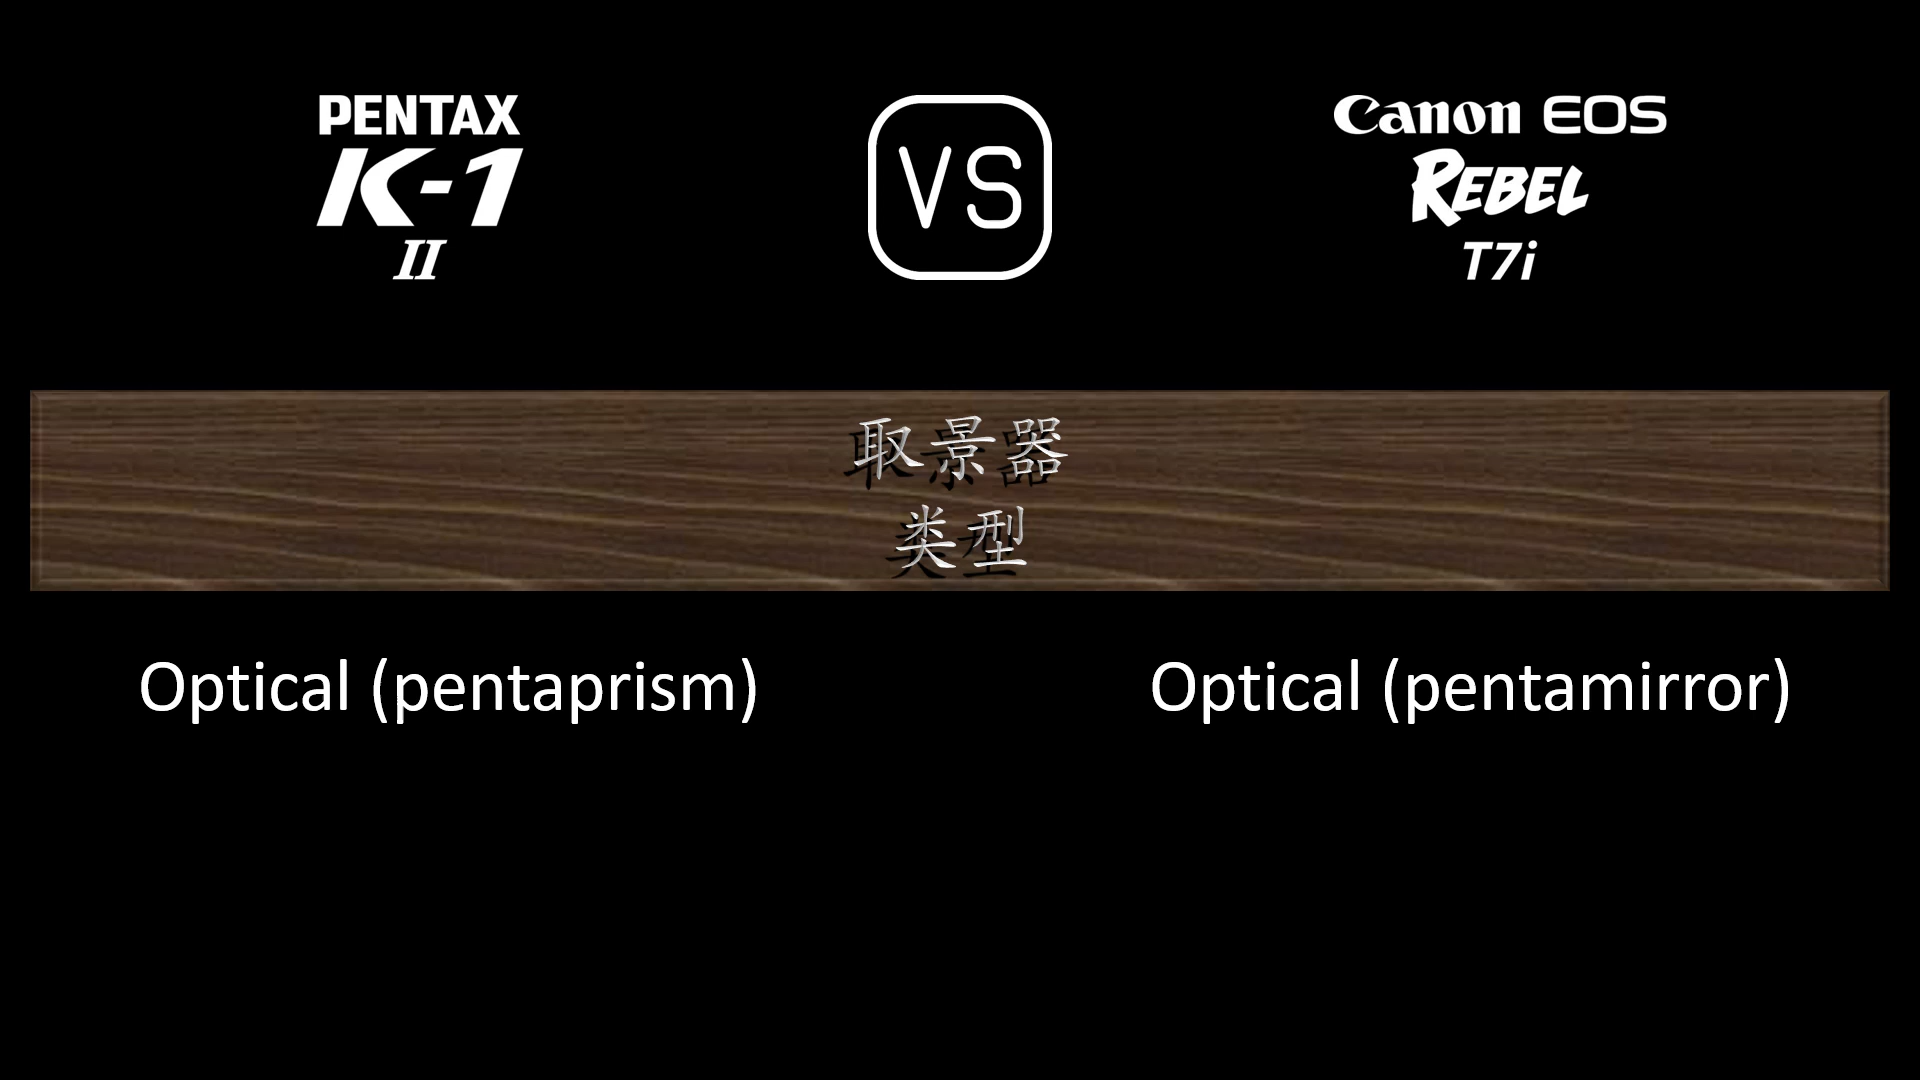 PENTAX
K-1
II
VS
Canon EOS
REBEL
T7i
取景器
类型
Optical (pentaprism)
Optical (pentamirror)